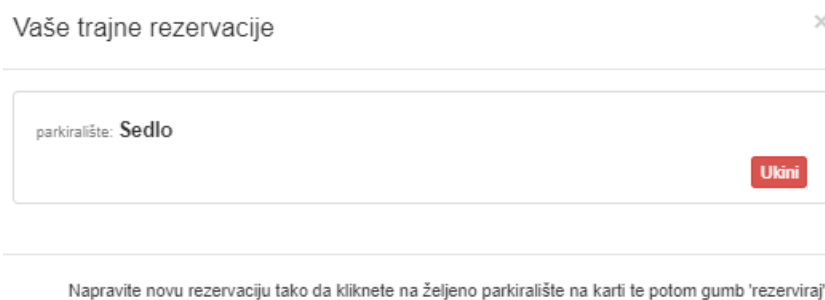 Vaše trajne rezervacije
×
parkiralište: Sedlo
Ukini
Napravite novu rezervaciju tako da kliknete na željeno parkiralište na karti te potom gumb 'rezerviraj'